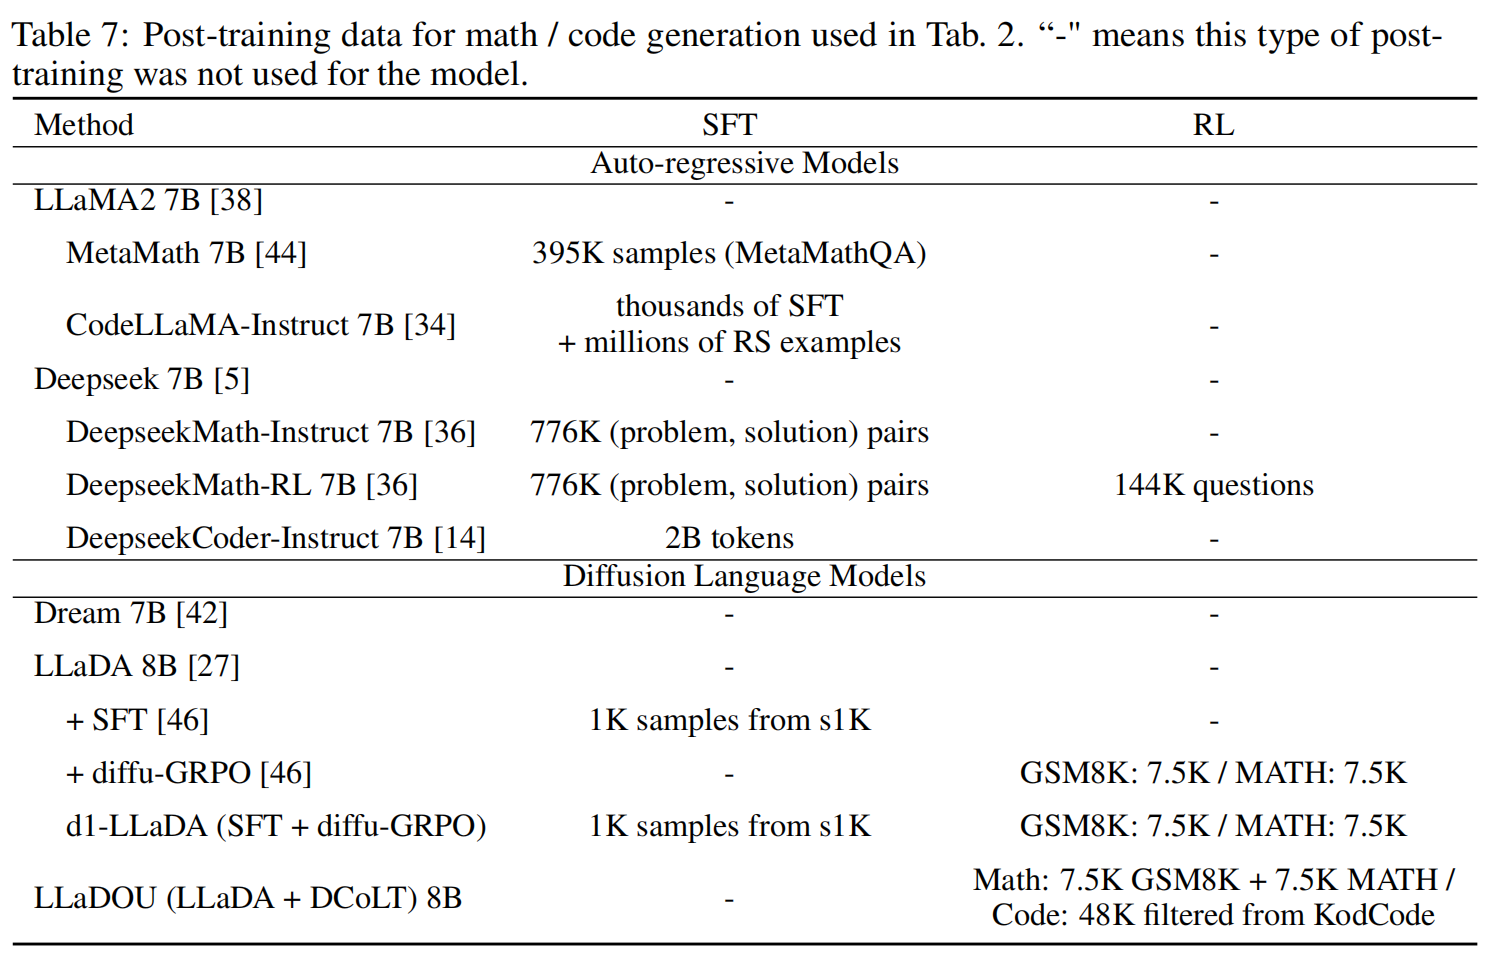 Table 7: Post-training data for math / code generation used in Tab. 2. “-" means this type of post-
training was not used for the model.
Method SFT RL
Auto-regressive Models
LLaMA2 7B [38] - -
MetaMath 7B [44] 395K samples (MetaMathQA) -
CodeLLaMA-Instruct 7B [34] thousands of SFT
+ millions of RS examples -
Deepseek 7B [5] - -
DeepseekMath-Instruct 7B [36] 776K (problem, solution) pairs -
DeepseekMath-RL 7B [36] 776K (problem, solution) pairs 144K questions
DeepseekCoder-Instruct 7B [14] 2B tokens -
Diffusion Language Models
Dream 7B [42] - -
LLaDA 8B [27] - -
+ SFT [46] 1K samples from s1K -
+ diffu-GRPO [46] - GSM8K: 7.5K / MATH: 7.5K
d1-LLaDA (SFT + diffu-GRPO) 1K samples from s1K GSM8K: 7.5K / MATH: 7.5K
LLaDOU (LLaDA + DCoLT) 8B - Math: 7.5K GSM8K + 7.5K MATH /
Code: 48K filtered from KodCode